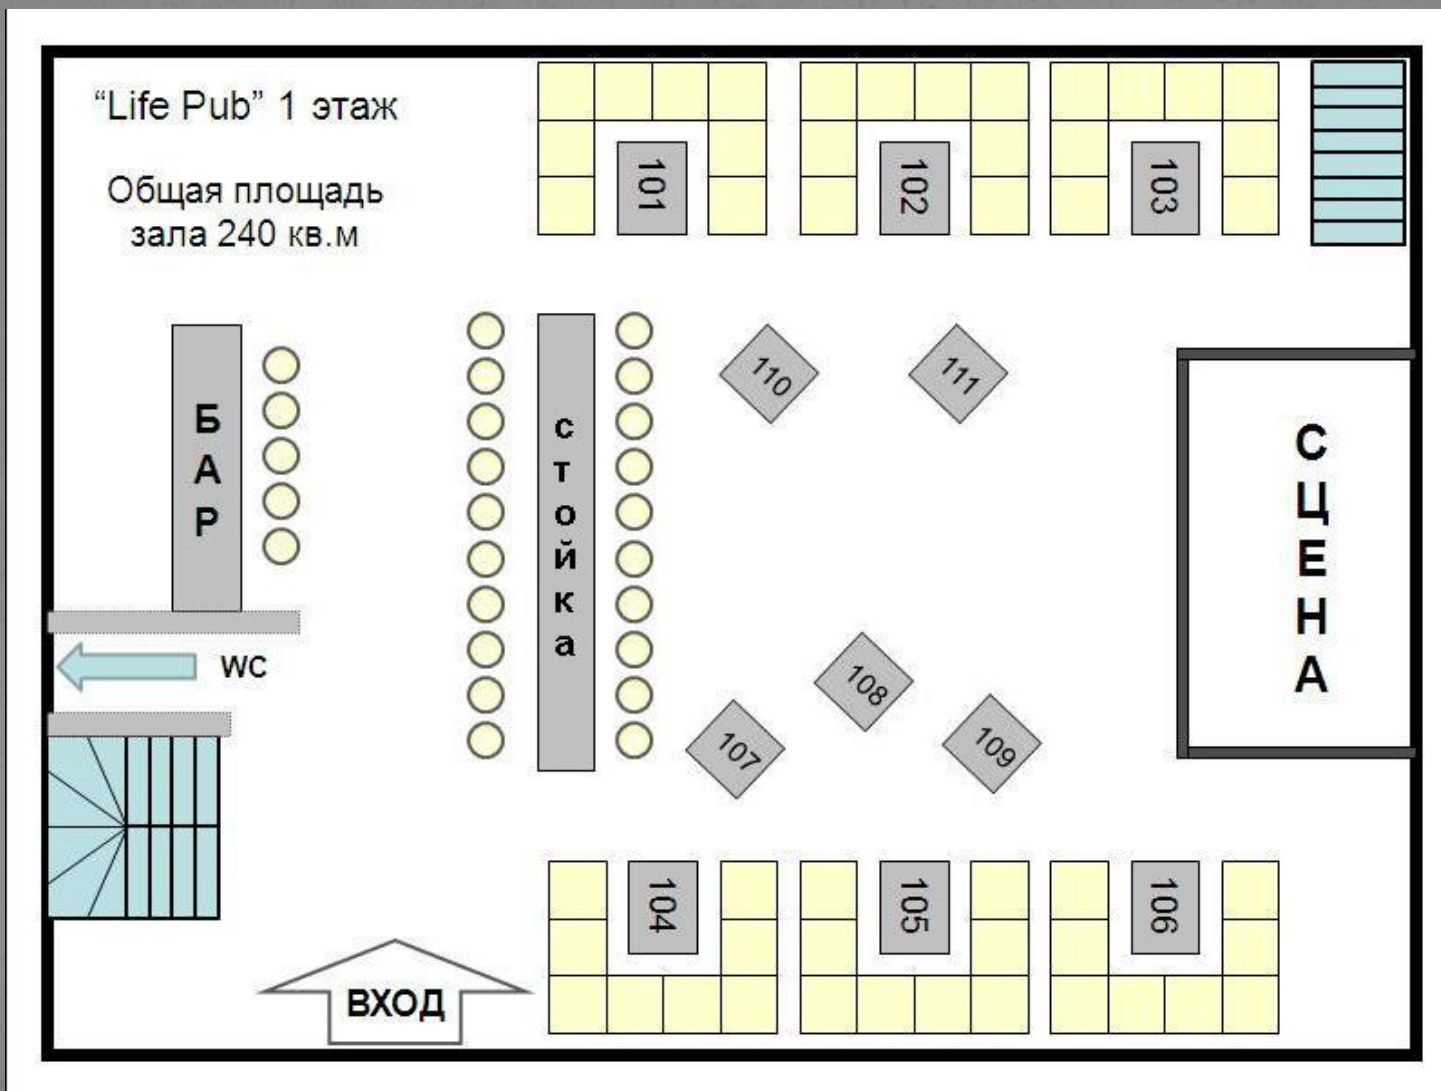 “Life Pub” 1 этаж
Общая площадь
зала 240 кв.м
101
102
103
БАР
стойка
110
111
СЦЕНА
WC
108
107
109
104
105
106
ВХОД